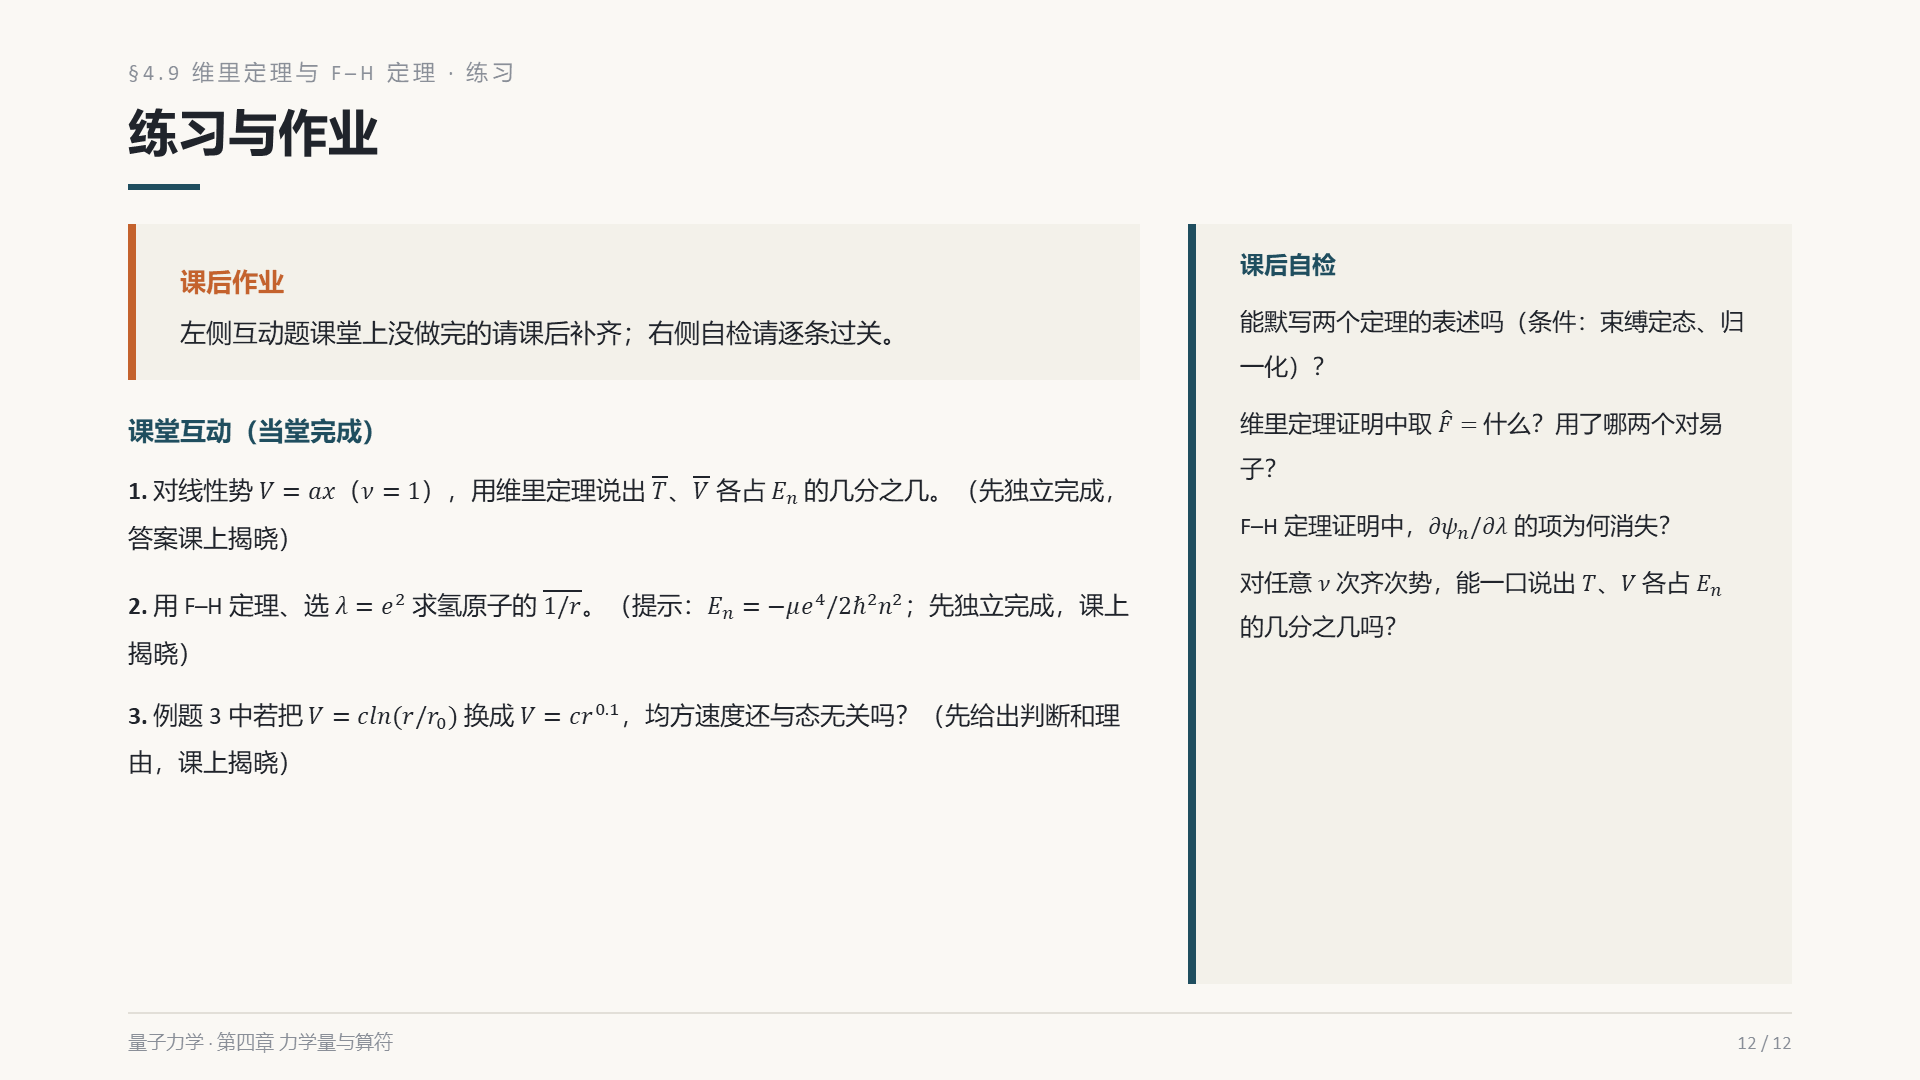 §4.9 维里定理与 F–H 定理 · 练习
练习与作业
课后作业
左侧互动题课堂上没做完的请课后补齐；右侧自检请逐条过关。
课堂互动（当堂完成）
1. 对线性势 V = ax（ν = 1），用维里定理说出 T̅、V̅ 各占 Eₙ 的几分之几。（先独立完成，
答案课上揭晓）
2. 用 F–H 定理、选 λ = e² 求氢原子的 1̅/̅r̅。（提示：Eₙ = −μe⁴/2ℏ²n²；先独立完成，课上
揭晓）
3. 例题 3 中若把 V = cln(r/r₀) 换成 V = cr⁰·¹，均方速度还与态无关吗？（先给出判断和理
由，课上揭晓）
课后自检
能默写两个定理的表述吗（条件：束缚定态、归
一化）？
维里定理证明中取 F̂ = 什么？用了哪两个对易
子？
F–H 定理证明中，∂ψₙ/∂λ 的项为何消失？
对任意 ν 次齐次势，能一口说出 T、V 各占 Eₙ
的几分之几吗？
量子力学 · 第四章 力学量与算符
12 / 12